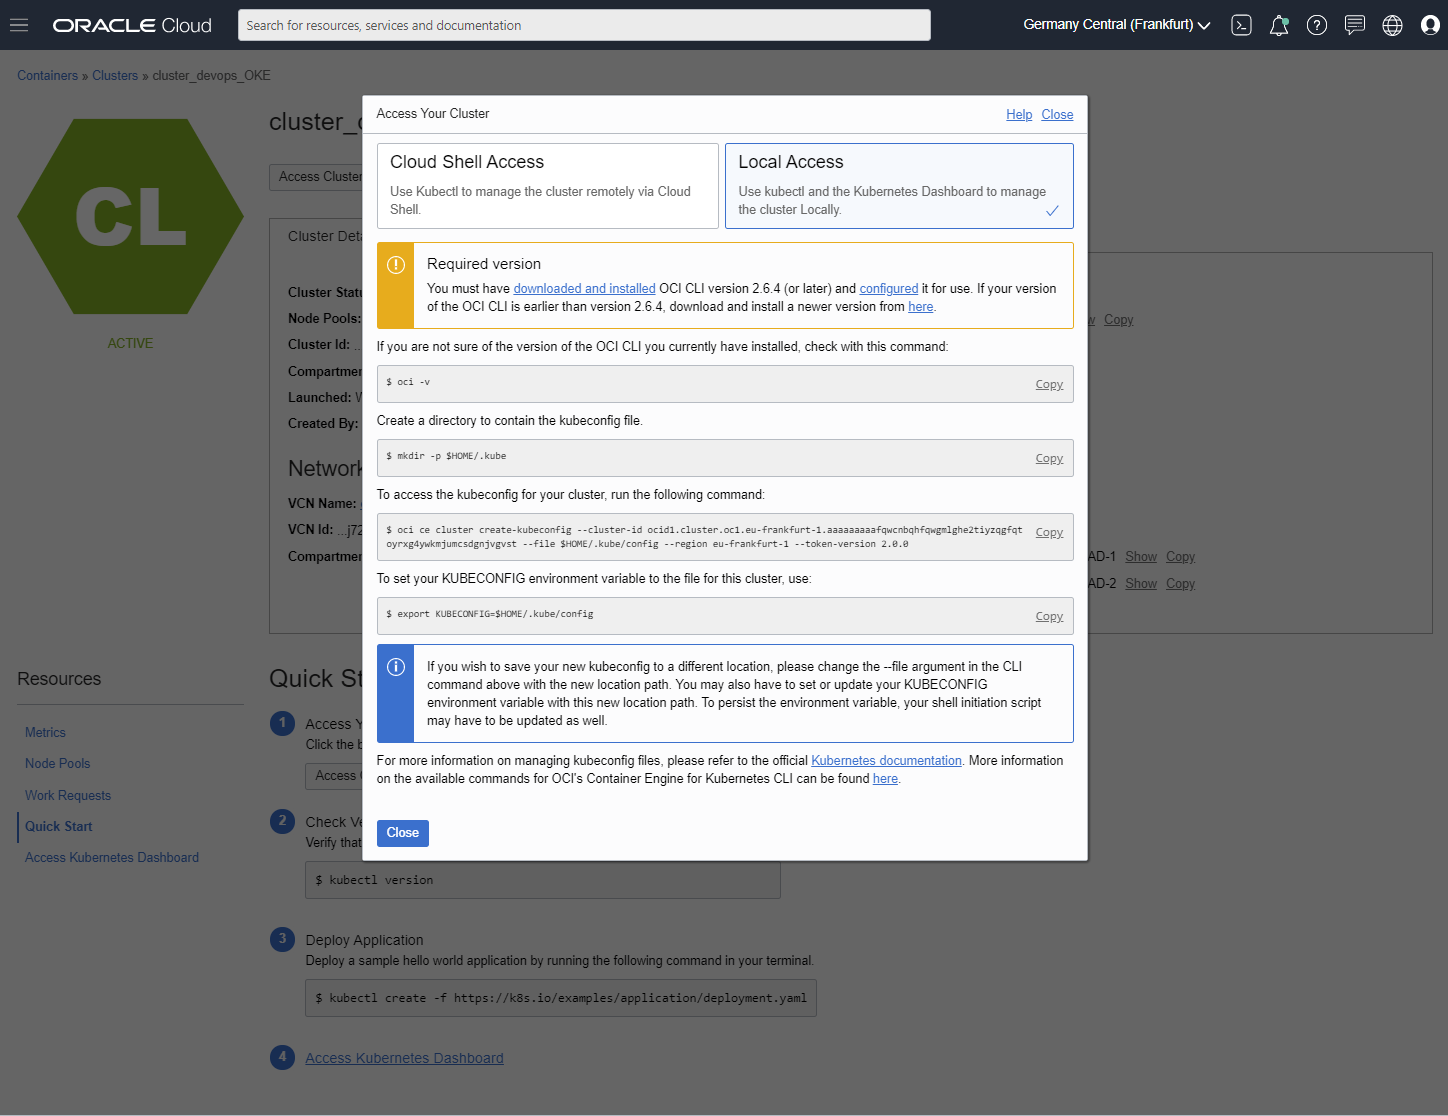 ORACLE Cloud
Search for resources, services and documentation
Germany Central (Frankfurt)
Containers » Clusters » cluster_devops_OKE
CL
ACTIVE
cluster_
Access Cluster
Cluster
Node Pools:
Cluster Id: ...
Launched:
Created By:
VCN Name:
VCN Id: ...j72
Copy
AD-1 Show Copy
AD-2 Show Copy
Access Your Cluster
Help Close
Cloud Shell Access
Use Kubectl to manage the cluster remotely via Cloud
Shell.
Local Access
Use kubectl and the Kubernetes Dashboard to manage
the cluster Locally.
Required version
You must have downloaded and installed OCI CLI version 2.6.4 (or later) and configured it for use. If your version
of the OCI CLI is earlier than version 2.6.4, download and install a newer version from here.
If you are not sure of the version of the OCI CLI you currently have installed, check with this command:
$ oci -v
Copy
Create a directory to contain the kubeconfig file.
$ mkdir -p $HOME/.kube
Copy
To access the kubeconfig for your cluster, run the following command:
$ oci ce cluster create-kubeconfig --cluster-id ocid1.cluster.oc1.eu-frankfurt-1.aaaaaaaaafqwcnbqhfqwgmlghe2tiyzqgfqt
oyrxg4ywkmjumcsdgnjvgvst --file $HOME/.kube/config --region eu-frankfurt-1 --token-version 2.0.0
Copy
To set your KUBECONFIG environment variable to the file for this cluster, use:
$ export KUBECONFIG=$HOME/.kube/config
Copy
If you wish to save your new kubeconfig to a different location, please change the --file argument in the CLI
command above with the new location path. You may also have to set or update your KUBECONFIG
environment variable with this new location path. To persist the environment variable, your shell initiation script
may have to be updated as well.
For more information on managing kubeconfig files, please refer to the official Kubernetes documentation. More information
on the available commands for OCI's Container Engine for Kubernetes CLI can be found here.
Close
Resources
Metrics
Node Pools
Work Requests
Quick Start
Access Kubernetes Dashboard
Quick
1 Access
Click the
Access
2 Check
Verify that
$ kubectl version
3 Deploy Application
Deploy a sample hello world application by running the following command in your terminal.
$ kubectl create -f https://k8s.io/examples/application/deployment.yaml
4 Access Kubernetes Dashboard